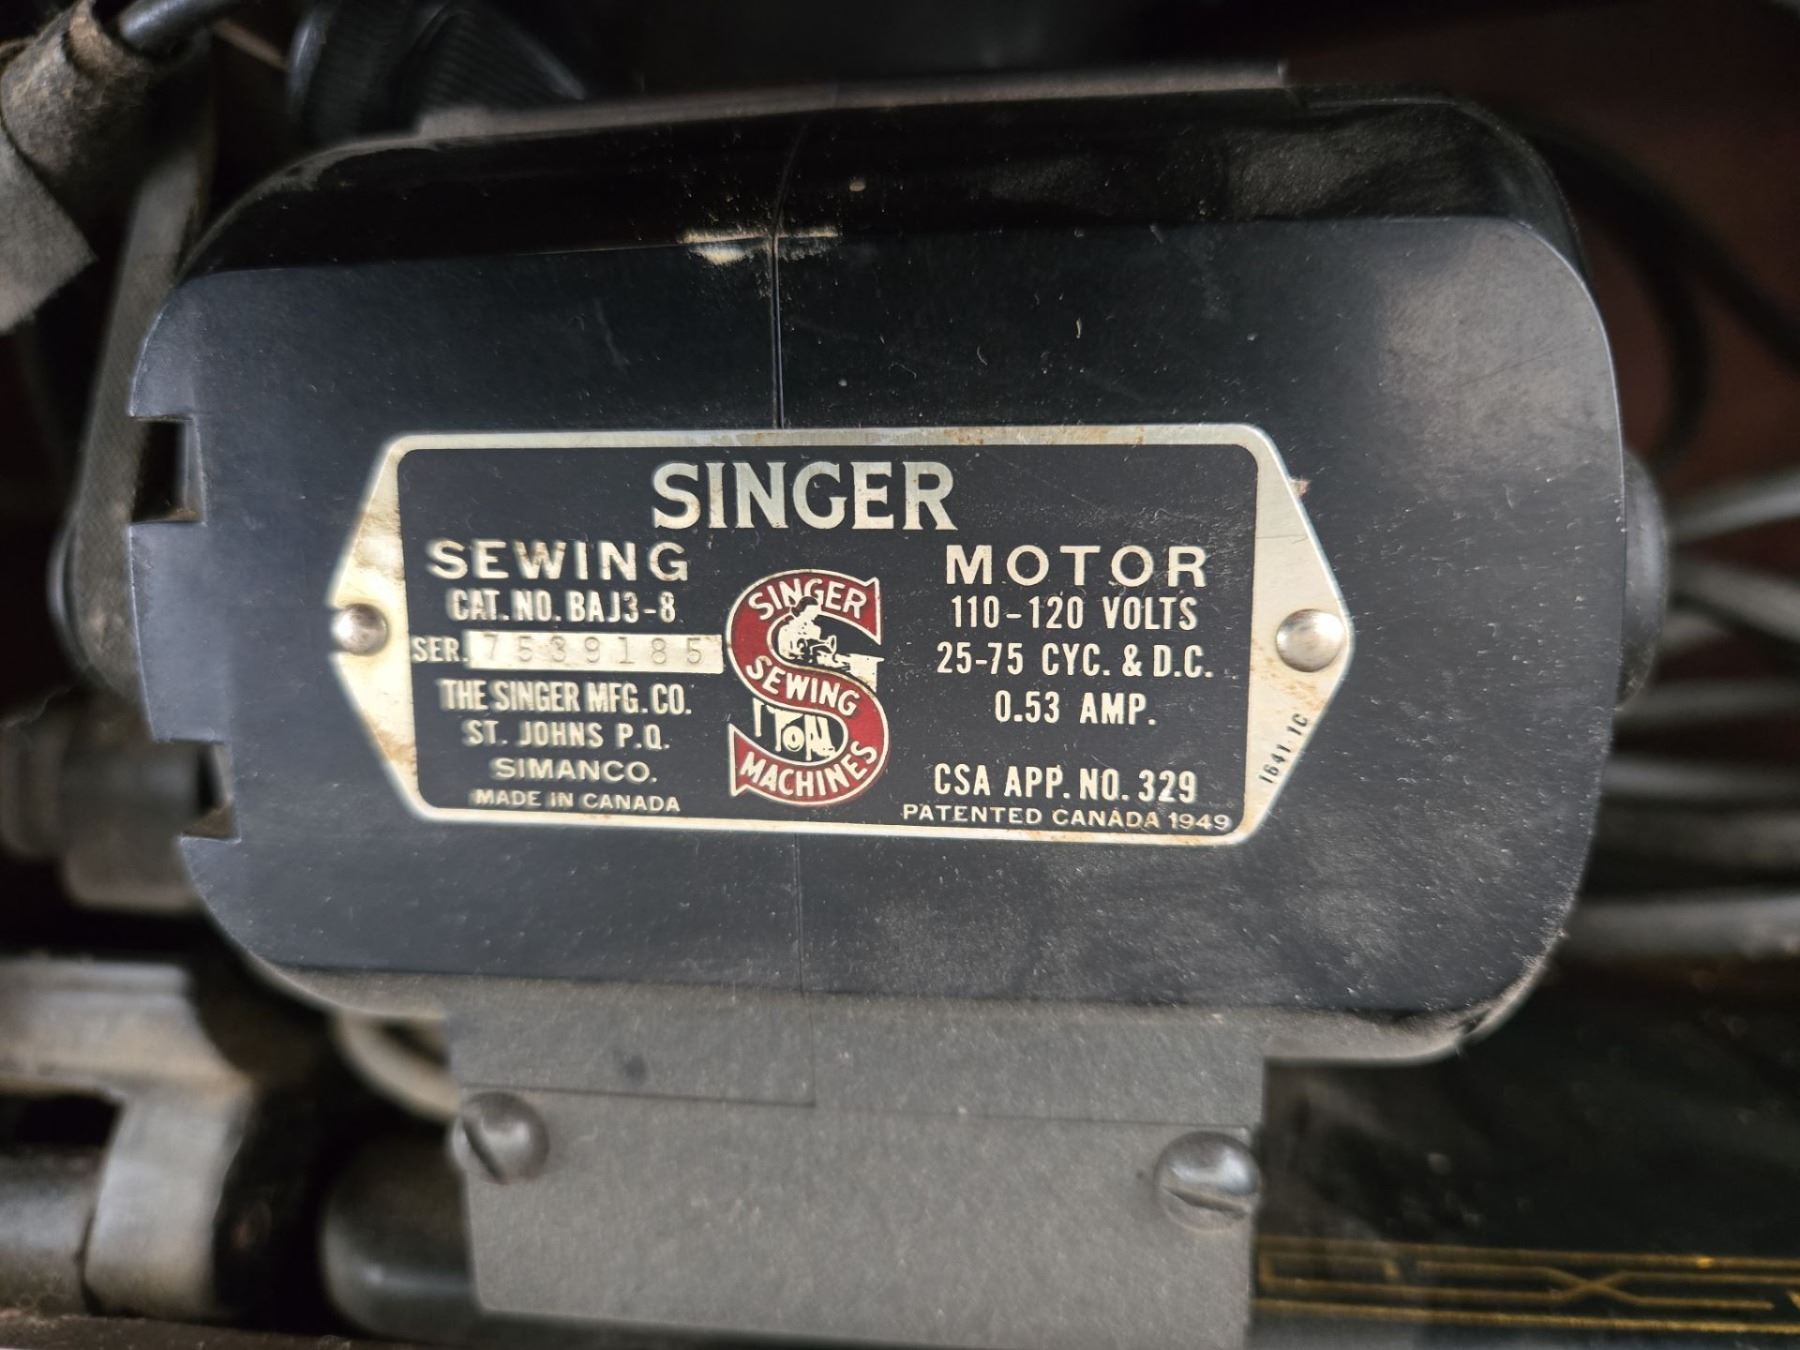 SINGER
SEWING MOTOR
CAT. NO. BAJ3-8
SER. 7539185
THE SINGER MFG. CO.
ST. JOHNS P.Q.
SIMANCO.
MADE IN CANADA
SINGER
SEWING
MACHINES
110-120 VOLTS
25-75 CYC. & D.C.
0.53 AMP.
CSA APP. NO. 329
PATENTED CANADA 1949
1641 1C